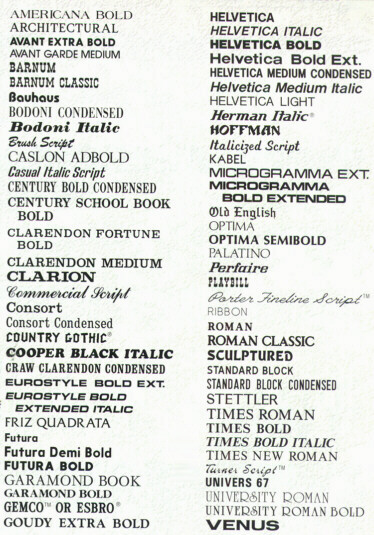 AMERICANA BOLD
ARCHITECTURAL
AVANT EXTRA BOLD
AVANT GARDE MEDIUM
BARNUM
BARNUM CLASSIC
Bauhaus
BODONI CONDENSED
Bodoni Italic
Brush Script
CASLON ADBOLD
Casual Italic Script
CENTURY BOLD CONDENSED
CENTURY SCHOOL BOOK
BOLD
CLARENDON FORTUNE
BOLD
CLARENDON MEDIUM
CLARION
Commercial Script
Consort
Consort Condensed
COUNTRY GOTHIC®
COOPER BLACK ITALIC
CRAW CLARENDON CONDENSED
EUROSTYLE BOLD EXT.
EUROSTYLE BOLD
EXTENDED ITALIC
FRIZ QUADRATA
Futura
Futura Demi Bold
FUTURA BOLD
GARAMOND BOOK
GARAMOND BOLD
GEMCO™ OR ESBRO®
GOUDY EXTRA BOLD
HELVETICA
HELVETICA ITALIC
HELVETICA BOLD
Helvetica Bold Ext.
HELVETICA MEDIUM CONDENSED
Helvetica Medium Italic
HELVETICA LIGHT
Herman Italic®
HOFFMAN
Italicized Script
KABEL
MICROGRAMMA EXT.
MICROGRAMMA
BOLD EXTENDED
Old English
OPTIMA
OPTIMA SEMIBOLD
PALATINO
Perfaire
PLAYBILL
Porter Fineline Script™
RIBBON
ROMAN
ROMAN CLASSIC
SCULPTURED
STANDARD BLOCK
STANDARD BLOCK CONDENSED
STETTLER
TIMES ROMAN
TIMES BOLD
TIMES BOLD ITALIC
TIMES NEW ROMAN
Turner Script™
UNIVERS 67
UNIVERSITY ROMAN
UNIVERSITY ROMAN BOLD
VENUS